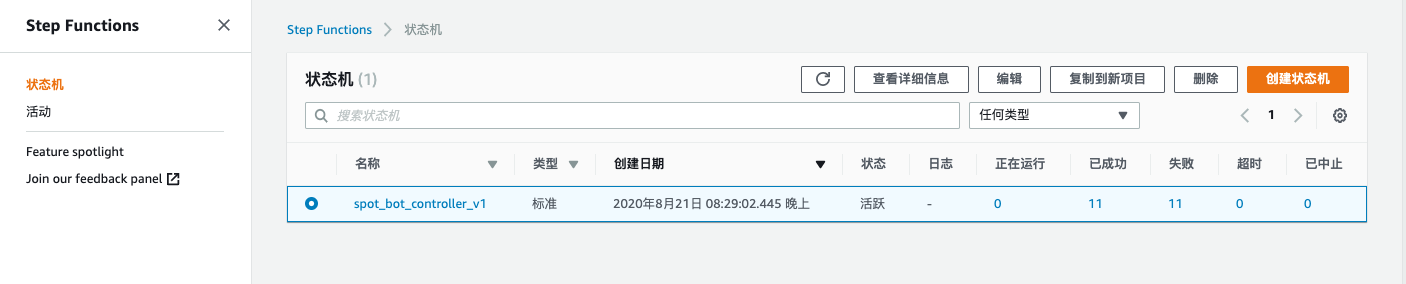 Step Functions
状态机
活动
Feature spotlight
Join our feedback panel
Step Functions 状态机
状态机 (1) 查看详细信息 编辑 复制到新项目 删除 创建状态机
搜索状态机 任何类型 1
名称 类型 创建日期 状态 日志 正在运行 已成功 失败 超时 已中止
spot_bot_controller_v1 标准 2020年8月21日 08:29:02.445 晚上 活跃 - 0 11 11 0 0